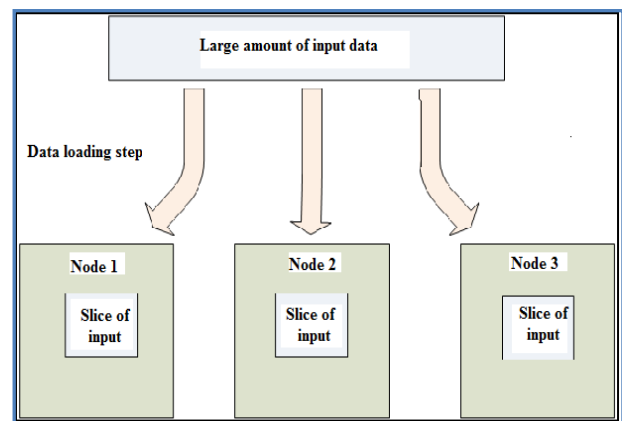 Large amount of input data
Data loading step
Node 1
Slice of
input
Node 2
Slice of
input
Node 3
Slice of
input